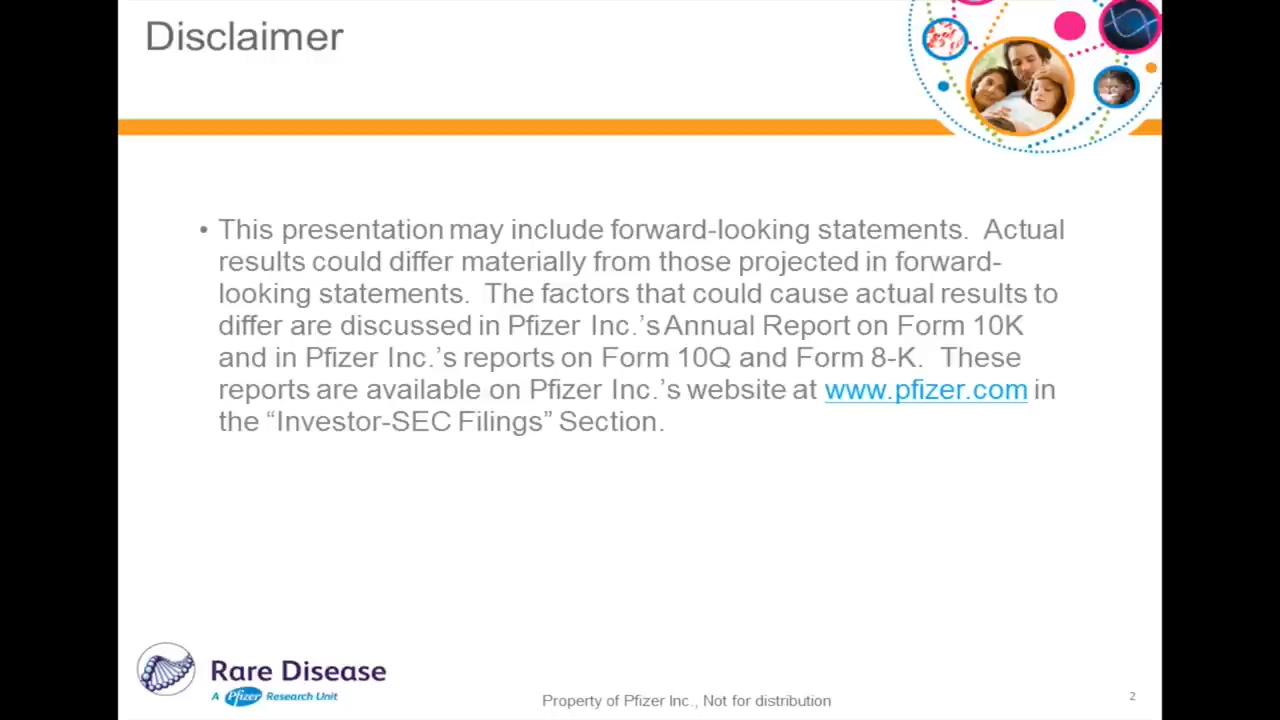 Disclaimer
• This presentation may include forward-looking statements.  Actual
results could differ materially from those projected in forward-
looking statements.  The factors that could cause actual results to
differ are discussed in Pfizer Inc.’s Annual Report on Form 10K
and in Pfizer Inc.’s reports on Form 10Q and Form 8-K.  These
reports are available on Pfizer Inc.’s website at www.pfizer.com in
the “Investor-SEC Filings” Section.
Rare Disease
A Pfizer Research Unit
Property of Pfizer Inc., Not for distribution
2